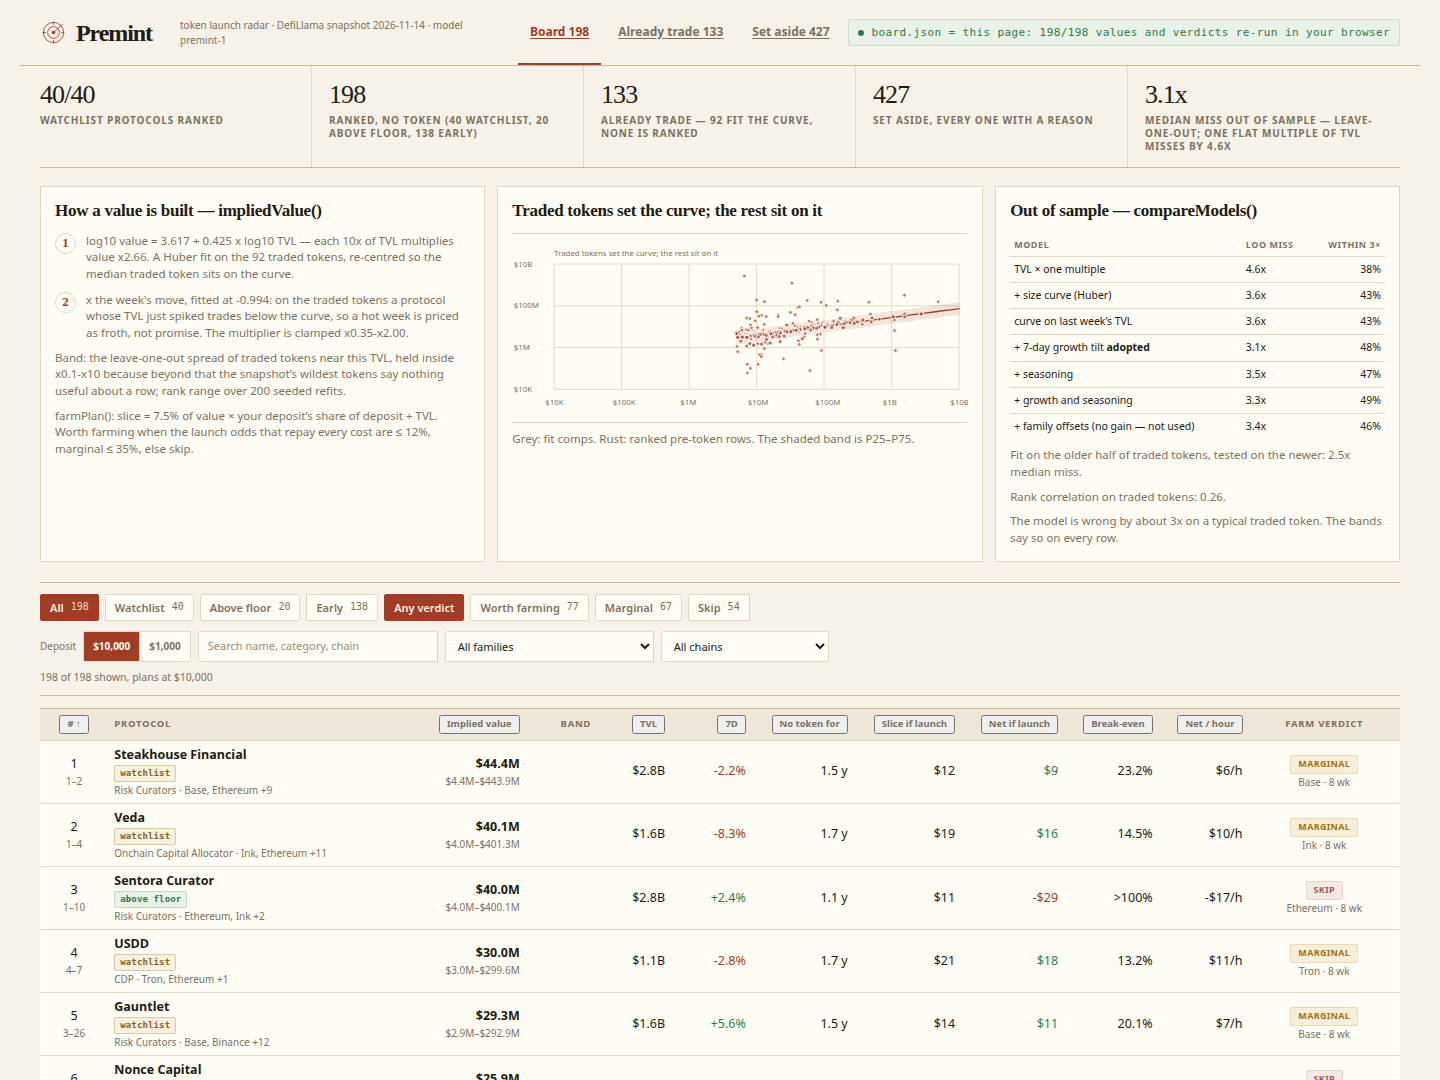 Premint
token launch radar · DefiLlama snapshot 2026-11-14 · model
premint-1
Board 198
Already trade 133
Set aside 427
board.json = this page: 198/198 values and verdicts re-run in your browser
40/40
WATCHLIST PROTOCOLS RANKED
198
RANKED, NO TOKEN (40 WATCHLIST, 20
ABOVE FLOOR, 138 EARLY)
133
ALREADY TRADE — 92 FIT THE CURVE,
NONE IS RANKED
427
SET ASIDE, EVERY ONE WITH A REASON
3.1x
MEDIAN MISS OUT OF SAMPLE — LEAVE-
ONE-OUT; ONE FLAT MULTIPLE OF TVL
MISSES BY 4.6X
How a value is built — impliedValue()
1
log10 value = 3.617 + 0.425 x log10 TVL — each 10x of TVL multiplies
value x2.66. A Huber fit on the 92 traded tokens, re-centred so the
median traded token sits on the curve.
2
x the week's move, fitted at -0.994: on the traded tokens a protocol
whose TVL just spiked trades below the curve, so a hot week is priced
as froth, not promise. The multiplier is clamped x0.35-x2.00.
Band: the leave-one-out spread of traded tokens near this TVL, held inside
x0.1-x10 because beyond that the snapshot's wildest tokens say nothing
useful about a row; rank range over 200 seeded refits.
farmPlan(): slice = 7.5% of value × your deposit's share of deposit + TVL.
Worth farming when the launch odds that repay every cost are ≤ 12%,
marginal ≤ 35%, else skip.
Traded tokens set the curve; the rest sit on it
Traded tokens set the curve; the rest sit on it
$10B
$100M
$1M
$10K
$10K
$100K
$1M
$10M
$100M
$1B
$10B
Grey: fit comps. Rust: ranked pre-token rows. The shaded band is P25–P75.
Out of sample — compareModels()
MODEL LOO MISS WITHIN 3×
TVL × one multiple 4.6x 38%
+ size curve (Huber) 3.6x 43%
curve on last week's TVL 3.6x 43%
+ 7-day growth tilt adopted 3.1x 48%
+ seasoning 3.5x 47%
+ growth and seasoning 3.3x 49%
+ family offsets (no gain — not used) 3.4x 46%
Fit on the older half of traded tokens, tested on the newer: 2.5x
median miss.
Rank correlation on traded tokens: 0.26.
The model is wrong by about 3x on a typical traded token. The bands
say so on every row.
All 198
Watchlist 40
Above floor 20
Early 138
Any verdict
Worth farming 77
Marginal 67
Skip 54
Deposit
$10,000
$1,000
Search name, category, chain
All families
All chains
198 of 198 shown, plans at $10,000
# ↑ PROTOCOL Implied value BAND TVL 7D No token for Slice if launch Net if launch Break-even Net / hour FARM VERDICT
1 Steakhouse Financial $44.4M $2.8B -2.2% 1.5 y $12 $9 23.2% $6/h MARGINAL
1–2 watchlist $4.4M–$443.9M Base · 8 wk
Risk Curators · Base, Ethereum +9
2 Veda $40.1M $1.6B -8.3% 1.7 y $19 $16 14.5% $10/h MARGINAL
1–4 watchlist $4.0M–$401.3M Ink · 8 wk
Onchain Capital Allocator · Ink, Ethereum +11
3 Sentora Curator $40.0M $2.8B +2.4% 1.1 y $11 -$29 >100% -$17/h SKIP
1–10 above floor $4.0M–$400.1M Ethereum · 8 wk
Risk Curators · Ethereum, Ink +2
4 USDD $30.0M $1.1B -2.8% 1.7 y $21 $18 13.2% $11/h MARGINAL
4–7 watchlist $3.0M–$299.6M Tron · 8 wk
CDP · Tron, Ethereum +1
5 Gauntlet $29.3M $1.6B +5.6% 1.5 y $14 $11 20.1% $7/h MARGINAL
3–26 watchlist $2.9M–$292.9M Base · 8 wk
Risk Curators · Base, Binance +12
6 Nonce Capital $25.9M SKIP